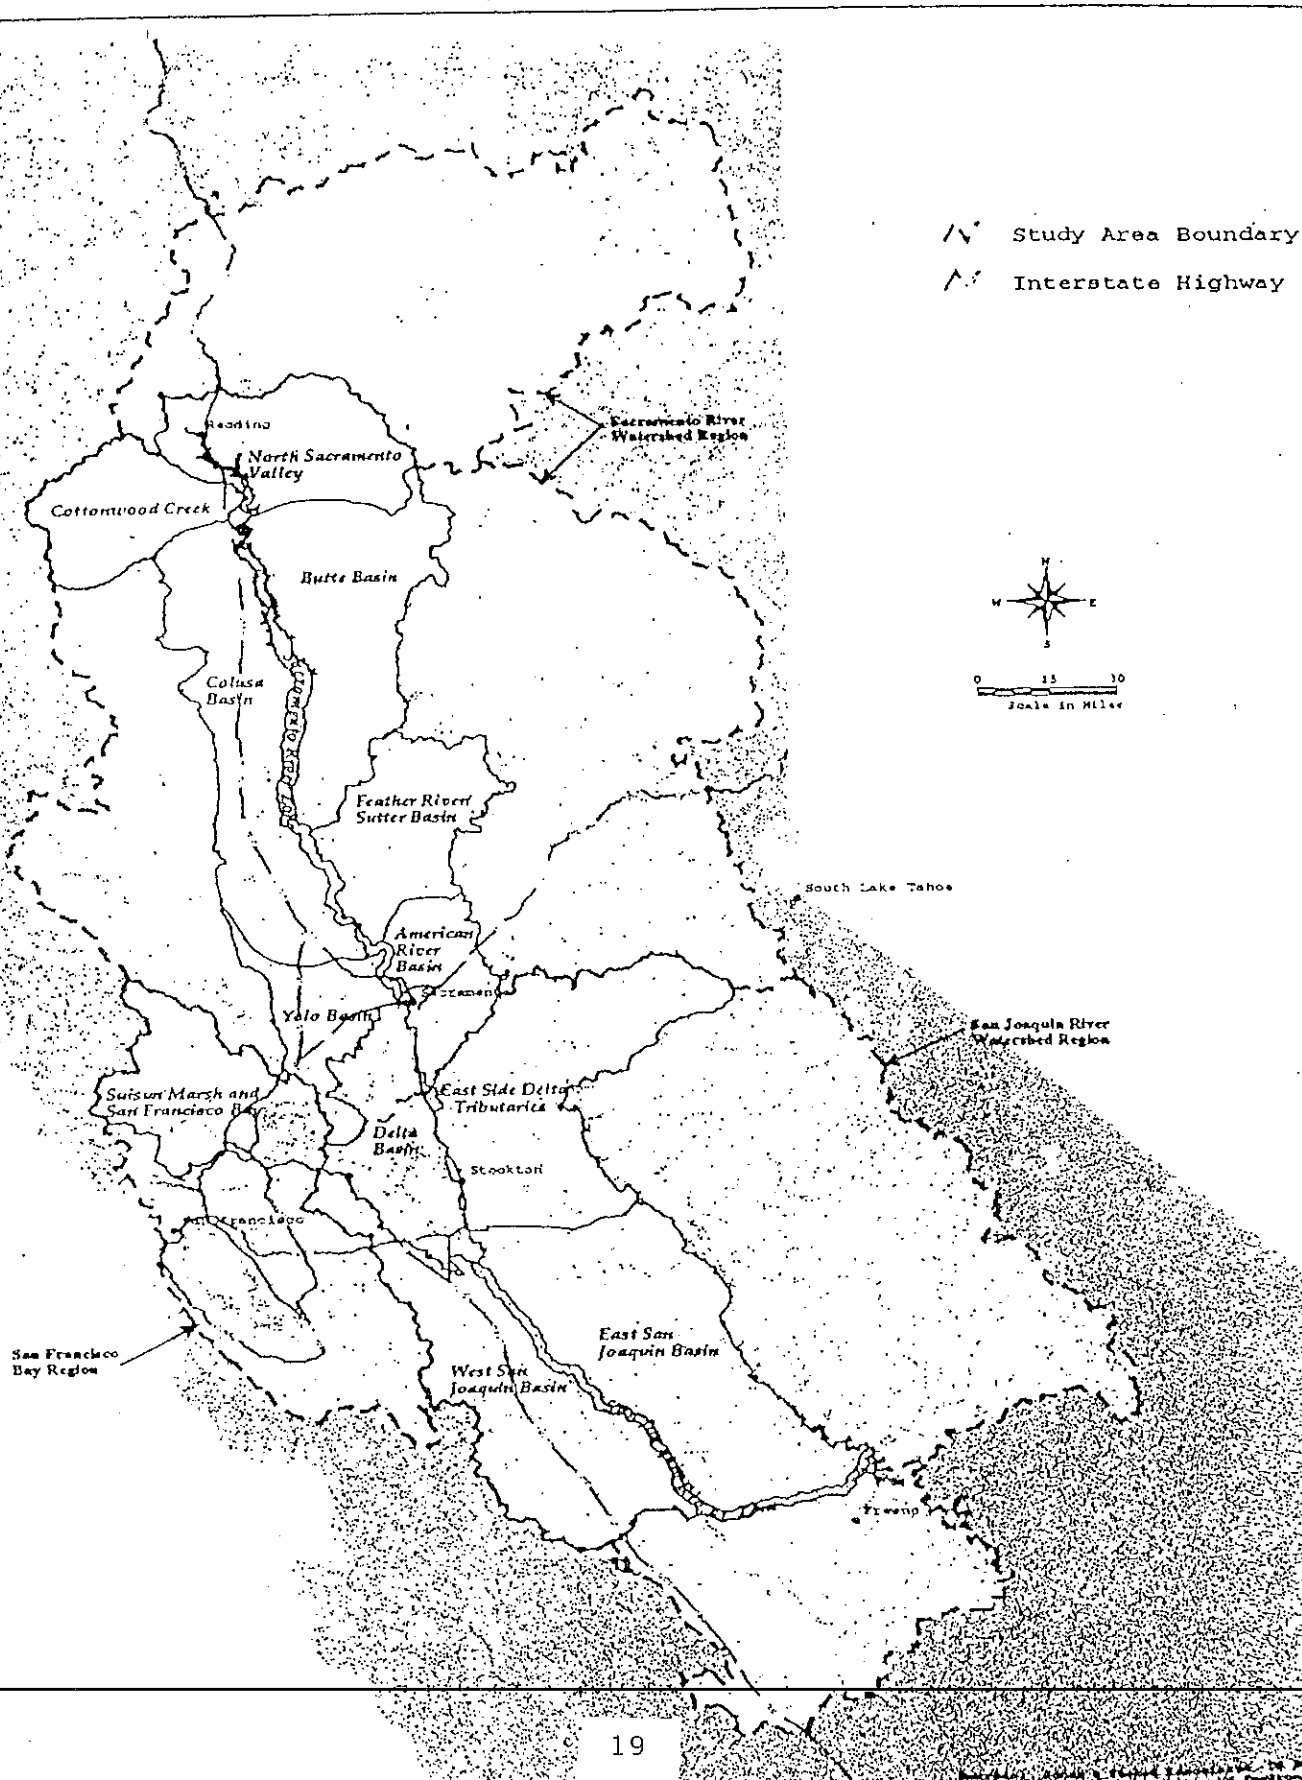 Study Area Boundary
Interstate Highway
Sacramento River
Watershed Region
Redding
North Sacramento
Valley
Cottonwood Creek
Butte Basin
N
W E
S
0 15 30
Scale in Miles
Colusa
Basin
Feather River/
Sutter Basin
South Lake Tahoe
American
River
Basin
Sacramento
Yolo Basin
San Joaquin River
Watershed Region
Suisun Marsh and
San Francisco Bay
East Side Delta
Tributaries
Delta
Basin
Stockton
San Francisco
San Francisco
Bay Region
East San
Joaquin Basin
West San
Joaquin Basin
Fresno
19